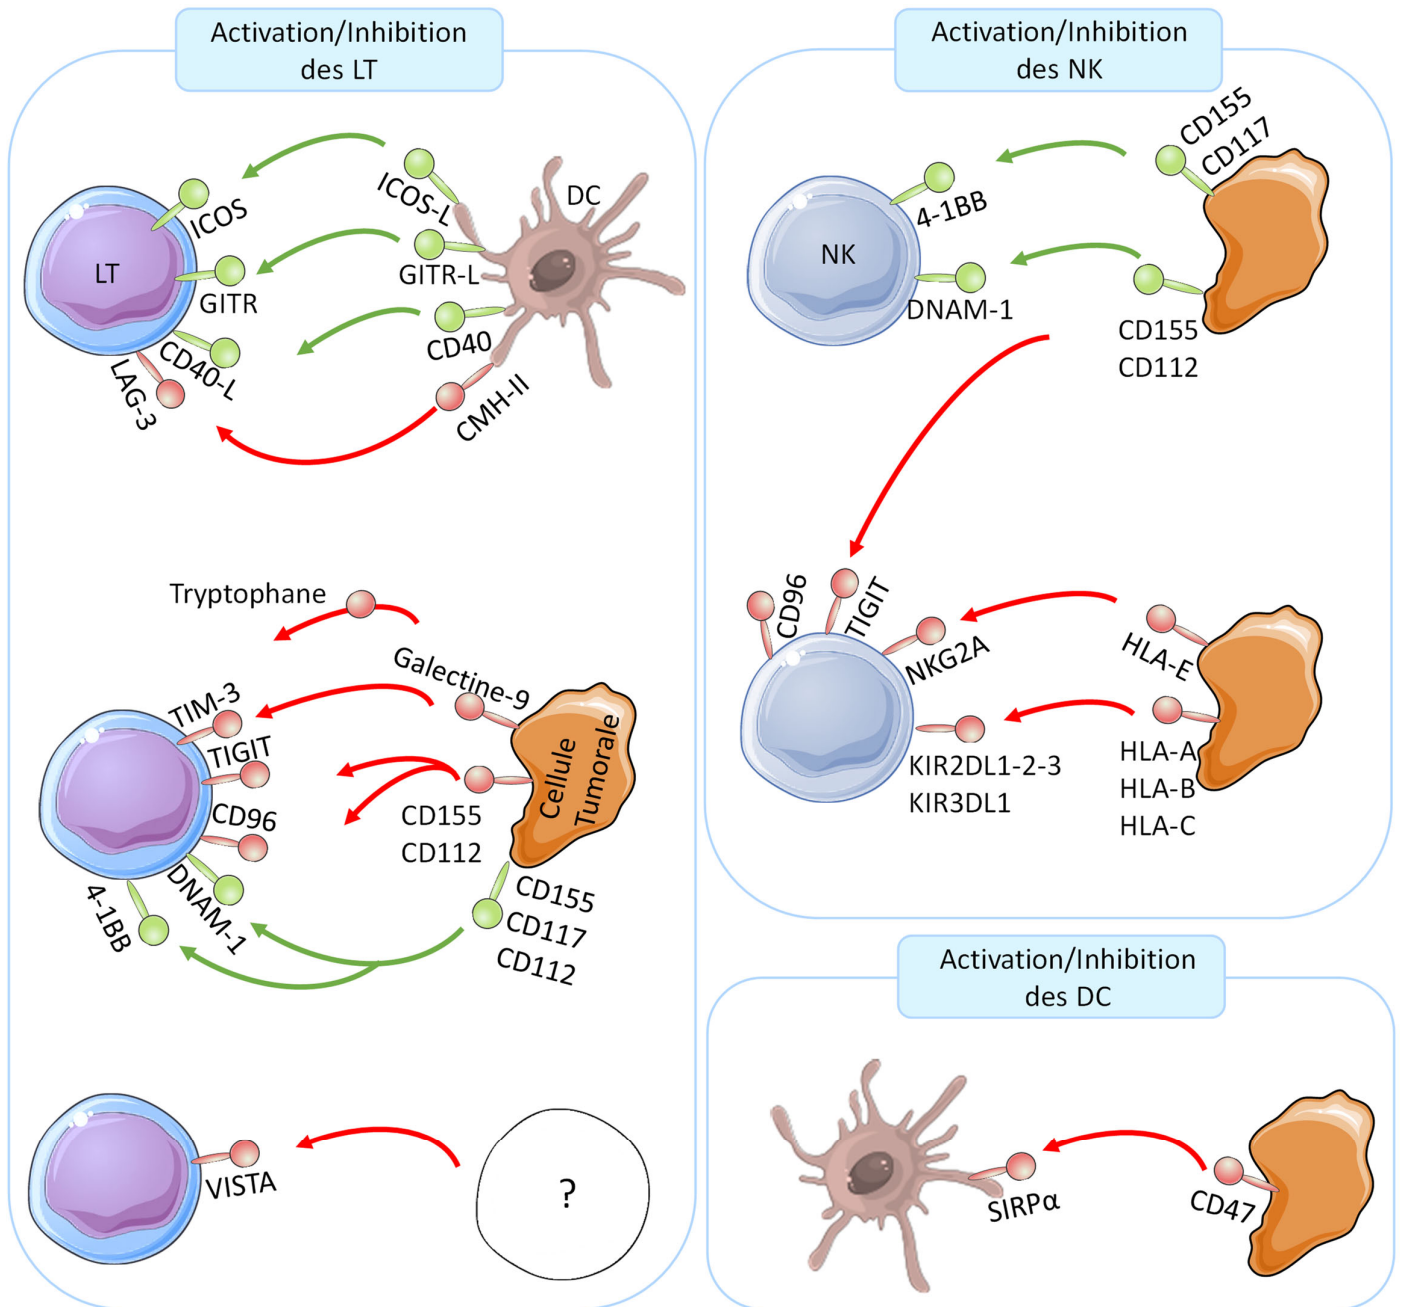 Activation/Inhibition
des LT
ICOS
ICOS-L
DC
LT
GITR
GITR-L
CD40-L
CD40
LAG-3
CMH-II
Tryptophane
Galectine-9
TIM-3
TIGIT
CD96
DNAM-1
4-1BB
Cellule
Tumorale
CD155
CD112
CD155
CD117
CD112
VISTA
?
Activation/Inhibition
des NK
CD155
CD117
4-1BB
NK
DNAM-1
CD155
CD112
CD96
TIGIT
NKG2A
HLA-E
KIR2DL1-2-3
KIR3DL1
HLA-A
HLA-B
HLA-C
Activation/Inhibition
des DC
SIRPα
CD47